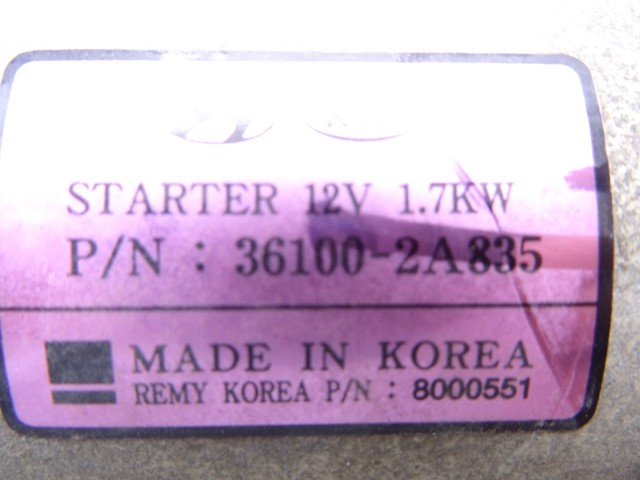 STARTER 12V 1.7KW
P/N : 36100-2A835
MADE IN KOREA
REMY KOREA P/N : 8000551